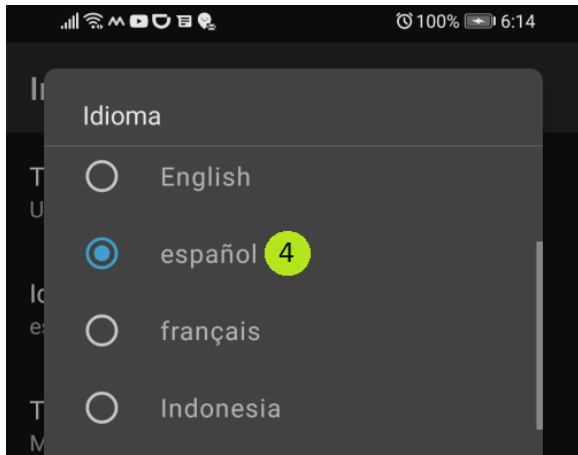 100% 6:14
Idioma
English
español 4
français
Indonesia